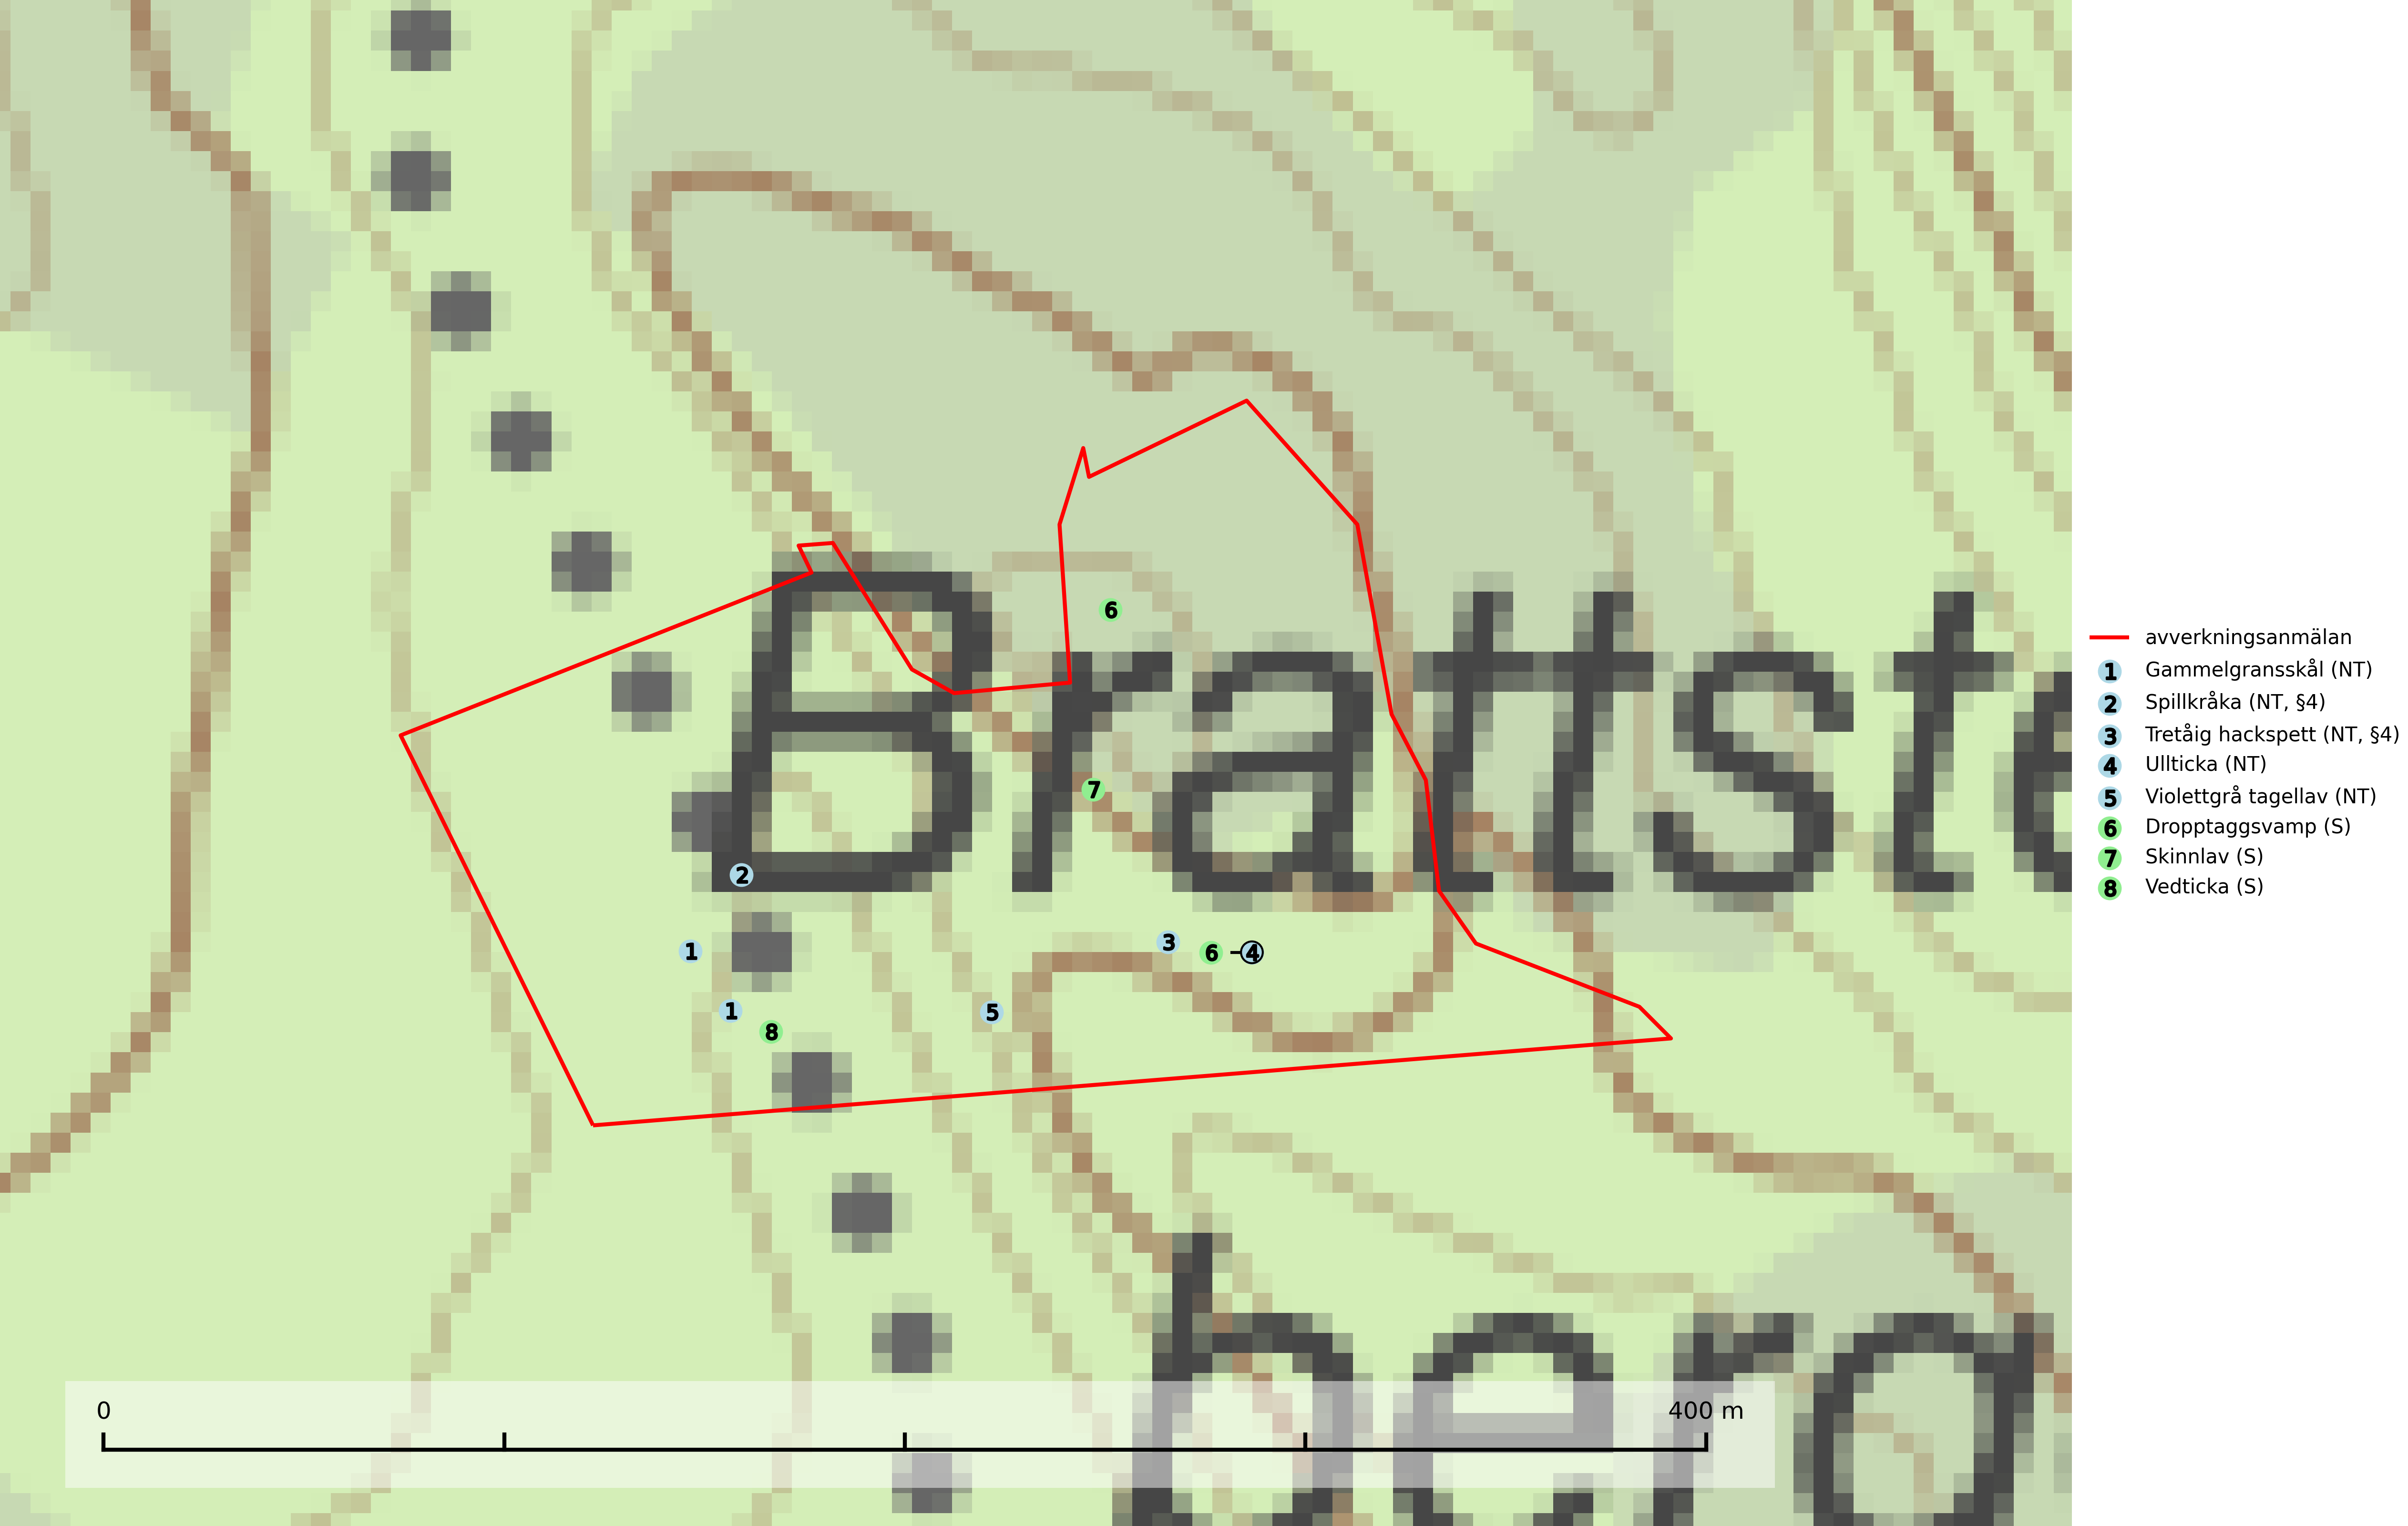 6
Brattste
7
2
1
3
6
4
1
5
8
berg
0
400 m
avverkningsanmälan
1 Gammelgransskål (NT)
2 Spillkråka (NT, §4)
3 Tretåig hackspett (NT, §4)
4 Ullticka (NT)
5 Violettgrå tagellav (NT)
6 Dropptaggsvamp (S)
7 Skinnlav (S)
8 Vedticka (S)